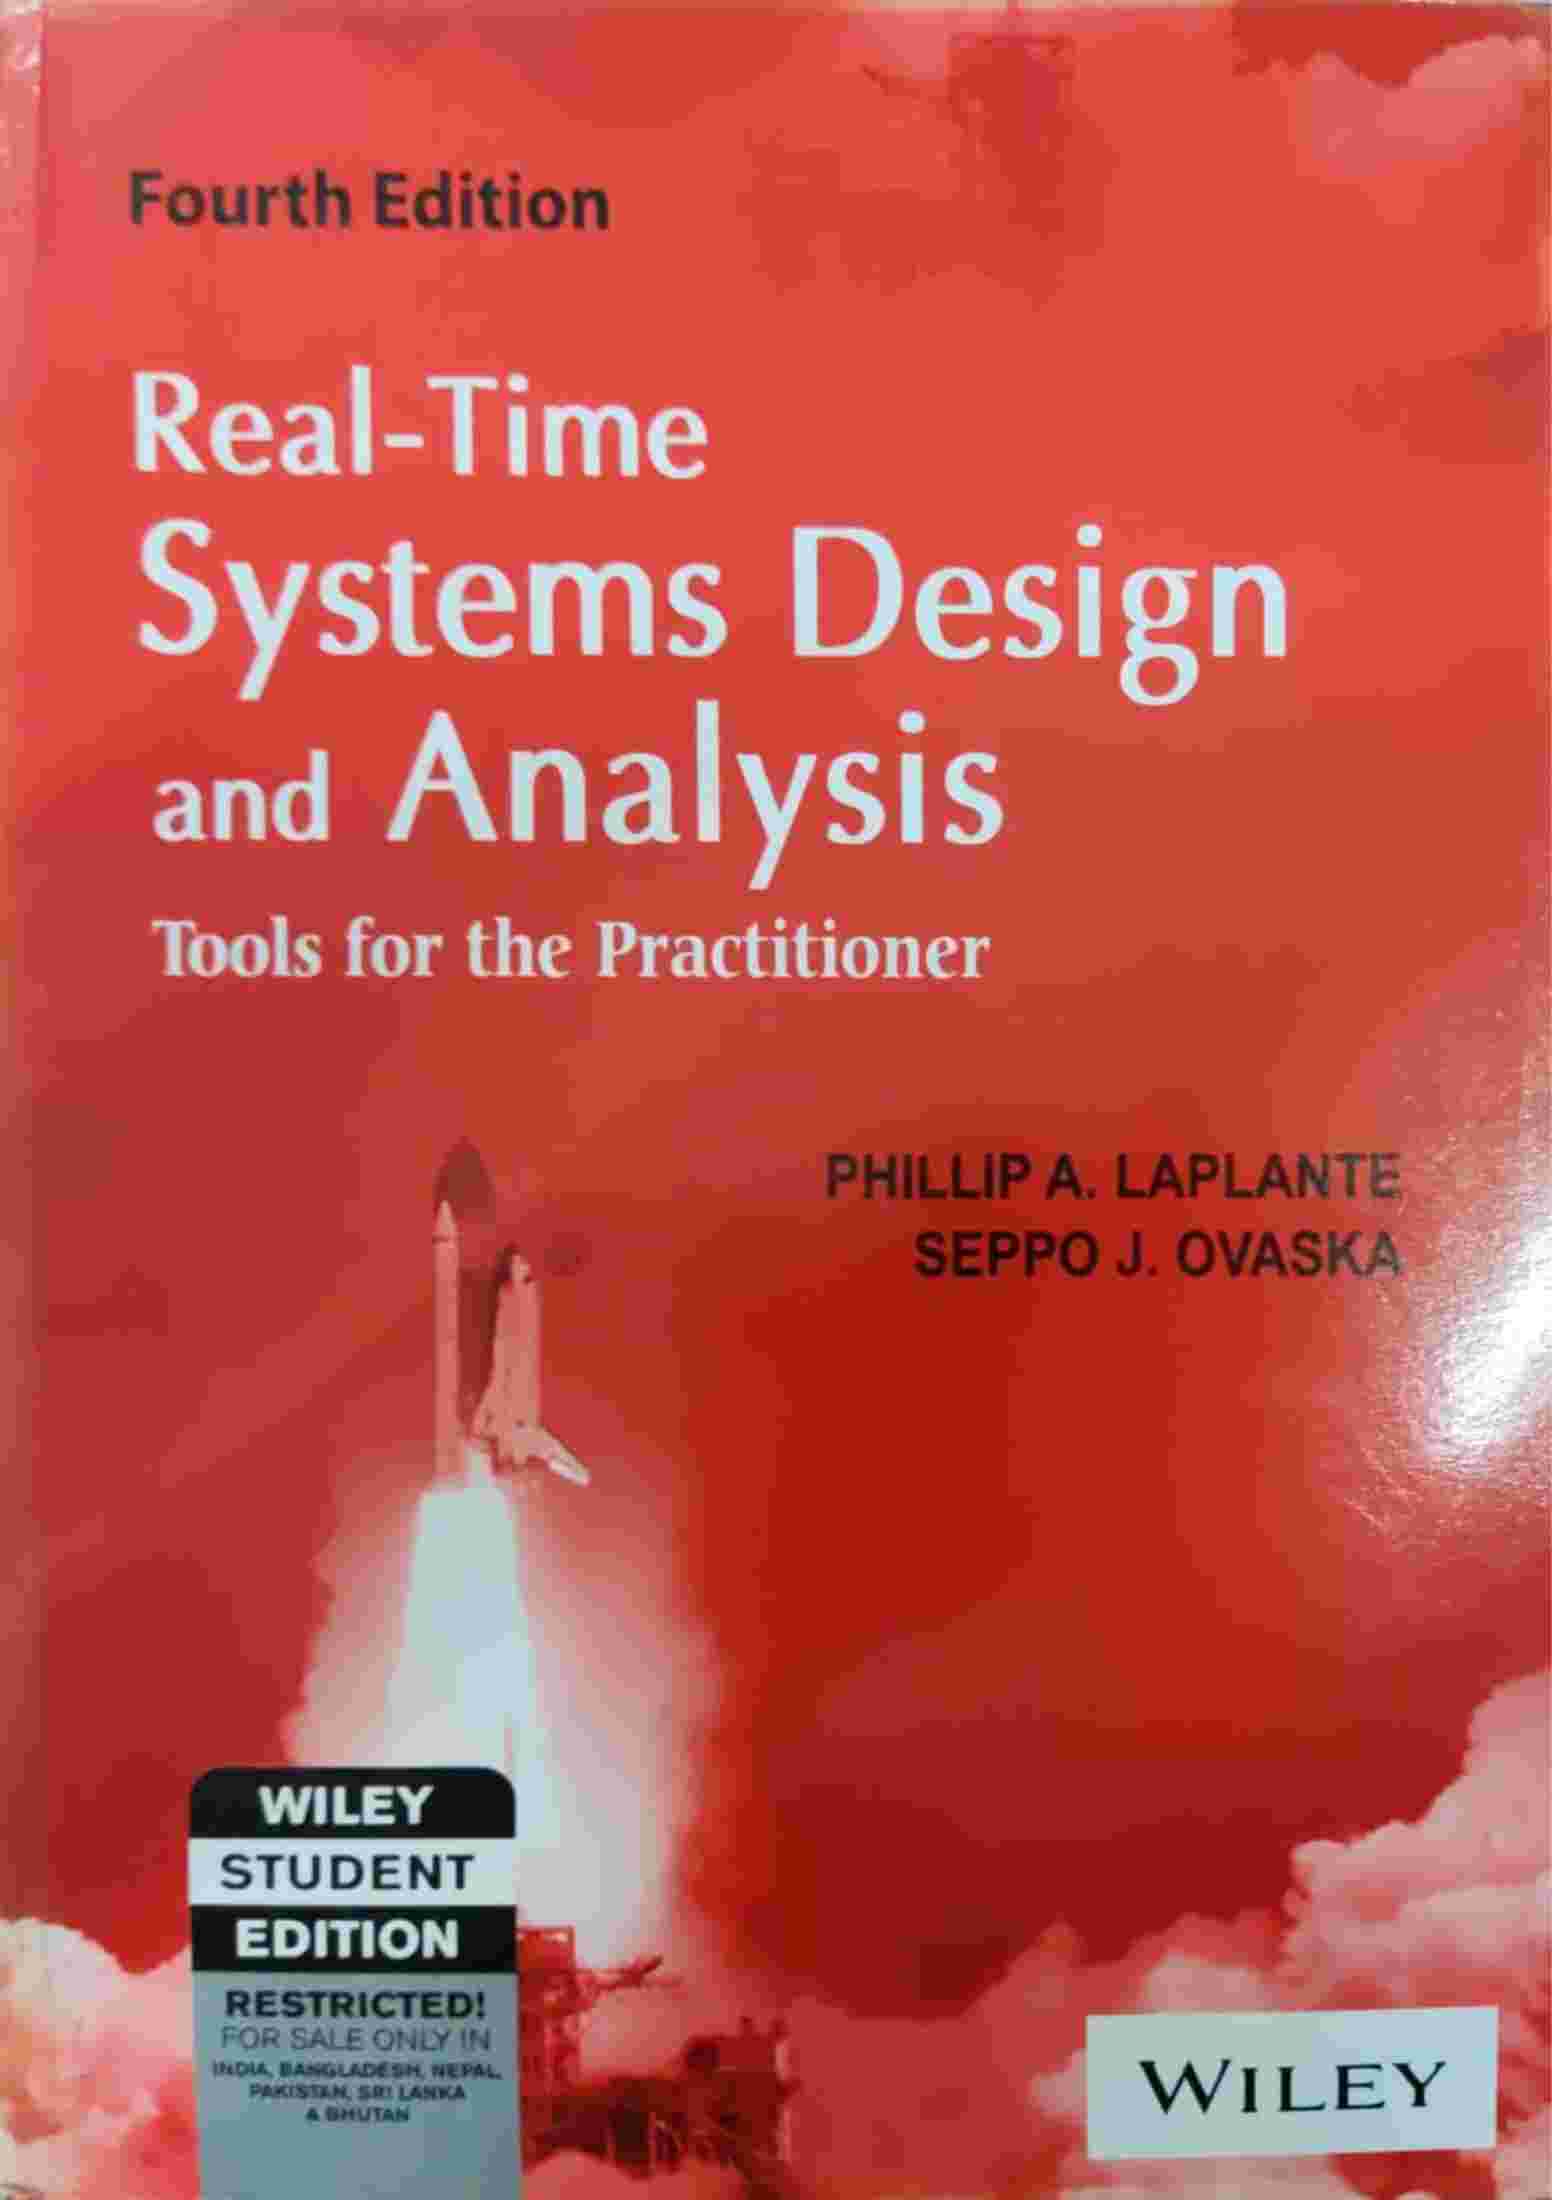 Fourth Edition
Real-Time
Systems Design
and Analysis
Tools for the Practitioner
PHILLIP A. LAPLANTE
SEPPO J. OVASKA
WILEY
STUDENT
EDITION
RESTRICTED!
FOR SALE ONLY IN
INDIA, BANGLADESH, NEPAL,
PAKISTAN, SRI LANKA
& BHUTAN
WILEY